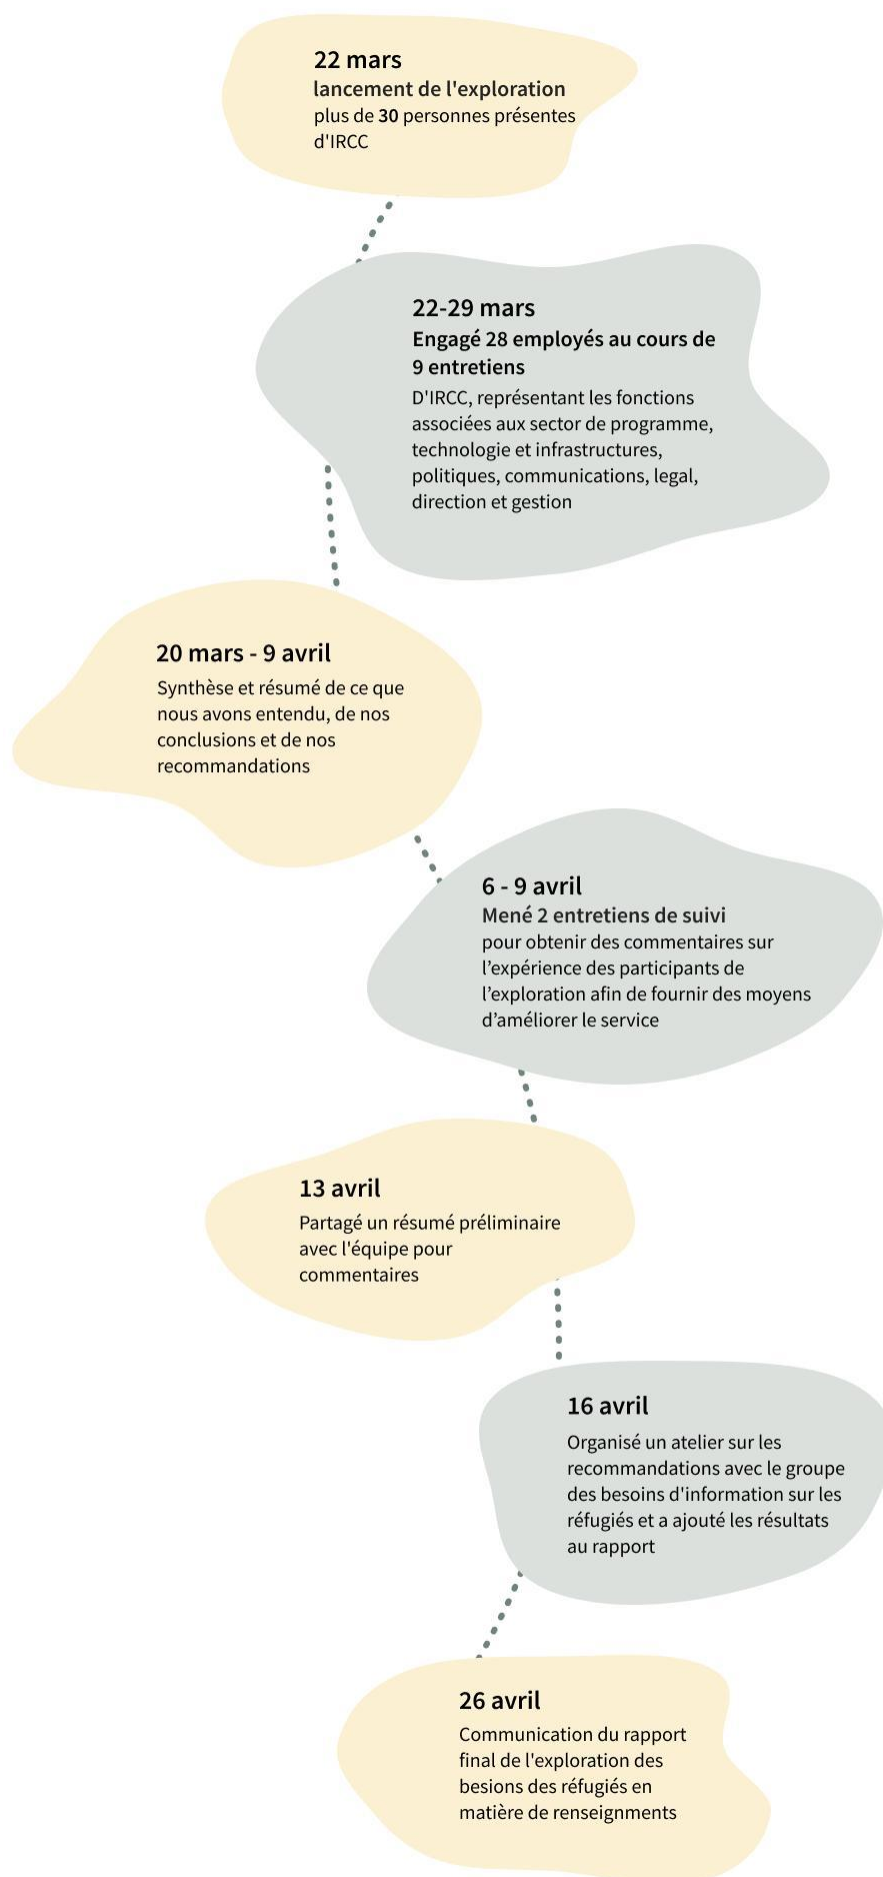 22 mars
lancement de l'exploration
plus de 30 personnes présentes
d'IRCC
22-29 mars
Engagé 28 employés au cours de
9 entretiens
D'IRCC, représentant les fonctions
associées aux sector de programme,
technologie et infrastructures,
politiques, communications, legal,
direction et gestion
20 mars - 9 avril
Synthèse et résumé de ce que
nous avons entendu, de nos
conclusions et de nos
recommandations
6 - 9 avril
Mené 2 entretiens de suivi
pour obtenir des commentaires sur
l’expérience des participants de
l’exploration afin de fournir des moyens
d’améliorer le service
13 avril
Partagé un résumé préliminaire
avec l'équipe pour
commentaires
16 avril
Organisé un atelier sur les
recommandations avec le groupe
des besoins d'information sur les
réfugiés et a ajouté les résultats
au rapport
26 avril
Communication du rapport
final de l'exploration des
besions des réfugiés en
matière de renseignments